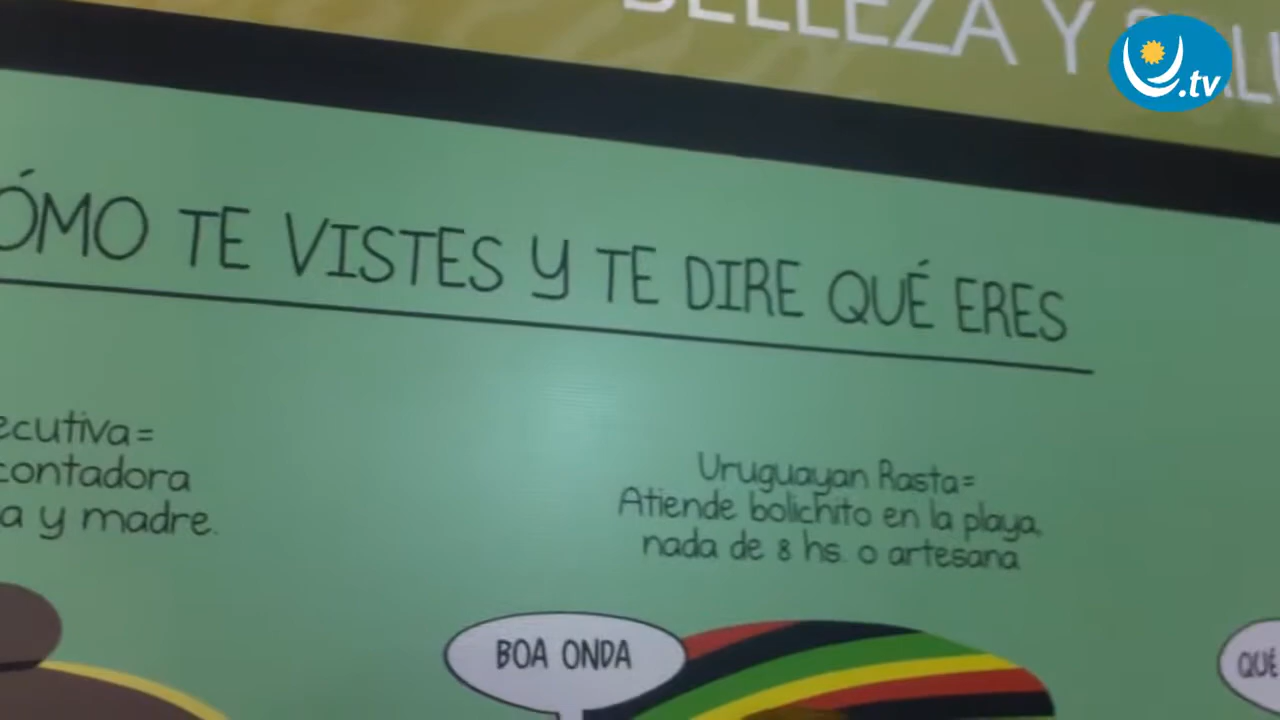 BELLEZA Y
.tv
ÓMO TE VISTES Y TE DIRE QUÉ ERES
ecutiva=
contadora
a y madre.
Uruguayan Rasta=
Atiende bolichito en la playa,
nada de 8 hs. o artesana
BOA ONDA
QUÉ